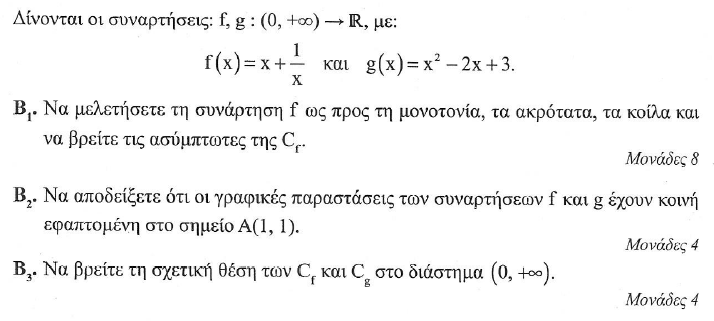 Δίνονται οι συναρτήσεις: f, g : (0, +∞) → ℝ, με:
f(x) = x + 1/x και g(x) = x² − 2x + 3.
B₁. Να μελετήσετε τη συνάρτηση f ως προς τη μονοτονία, τα ακρότατα, τα κοίλα και
να βρείτε τις ασύμπτωτες της C_f.
Μονάδες 8
B₂. Να αποδείξετε ότι οι γραφικές παραστάσεις των συναρτήσεων f και g έχουν κοινή
εφαπτομένη στο σημείο A(1, 1).
Μονάδες 4
B₃. Να βρείτε τη σχετική θέση των C_f και C_g στο διάστημα (0, +∞).
Μονάδες 4